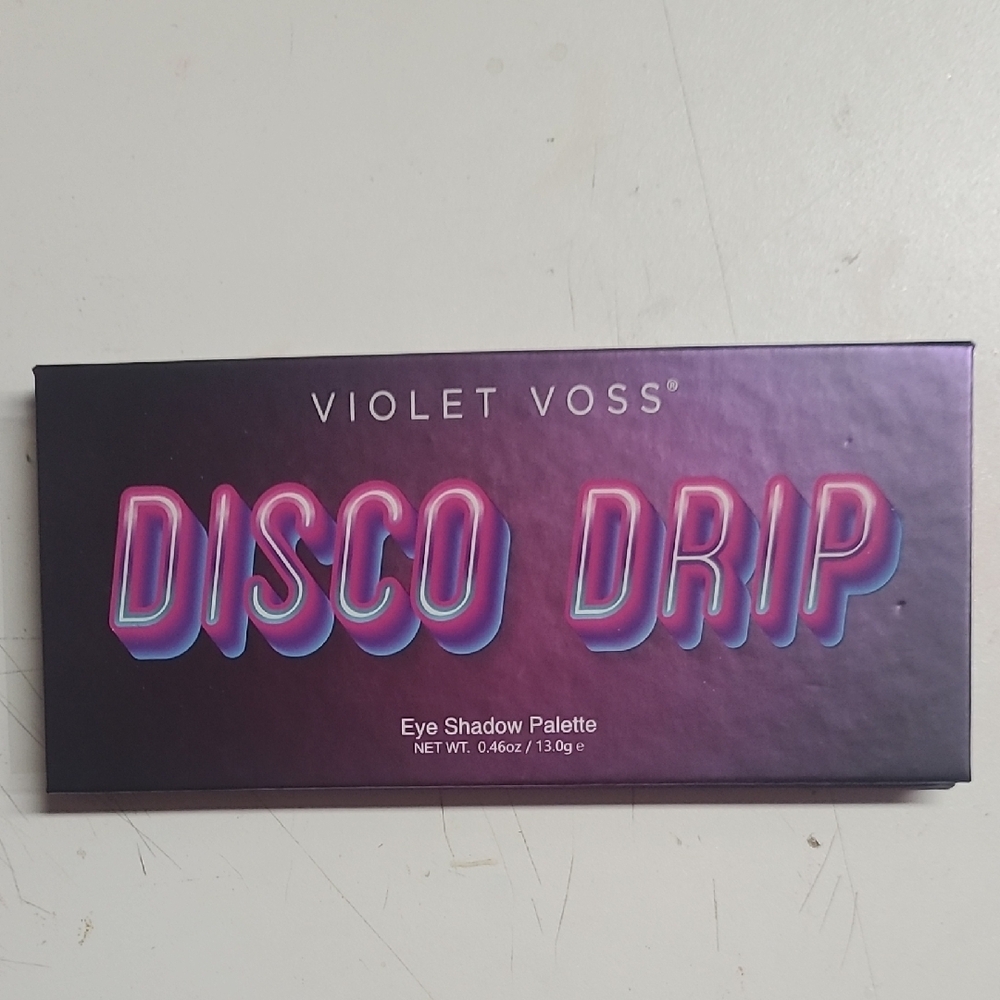 VIOLET VOSS®
DISCO DRIP
Eye Shadow Palette
NET WT. 0.46oz / 13.0g ℮